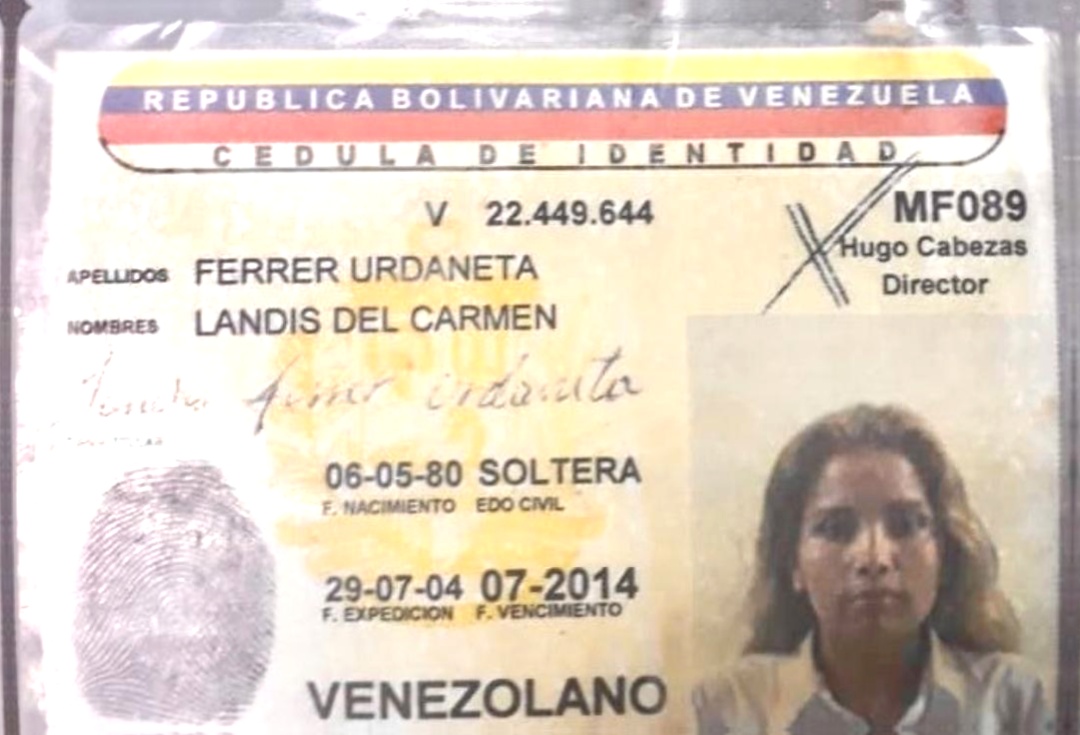 REPUBLICA BOLIVARIANA DE VENEZUELA
CEDULA DE IDENTIDAD
V 22.449.644
MF089
Hugo Cabezas
Director
APELLIDOS FERRER URDANETA
NOMBRES LANDIS DEL CARMEN
ferrer urdaneta
06-05-80 SOLTERA
F. NACIMIENTO EDO CIVIL
29-07-04 07-2014
F. EXPEDICION F. VENCIMIENTO
VENEZOLANO